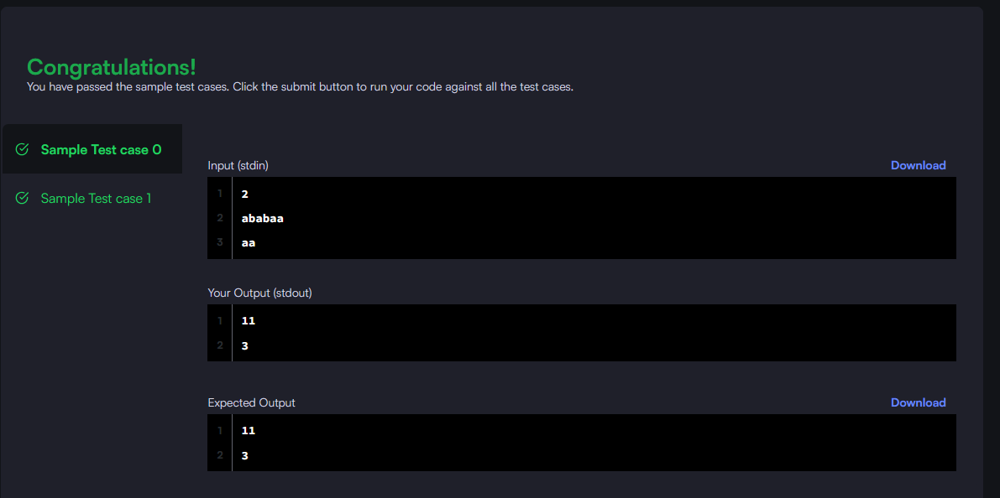 Congratulations!
You have passed the sample test cases. Click the submit button to run your code against all the test cases.
Sample Test case 0
Sample Test case 1
Input (stdin)
Download
1 2
2 ababaa
3 aa
Your Output (stdout)
1 11
2 3
Expected Output
Download
1 11
2 3